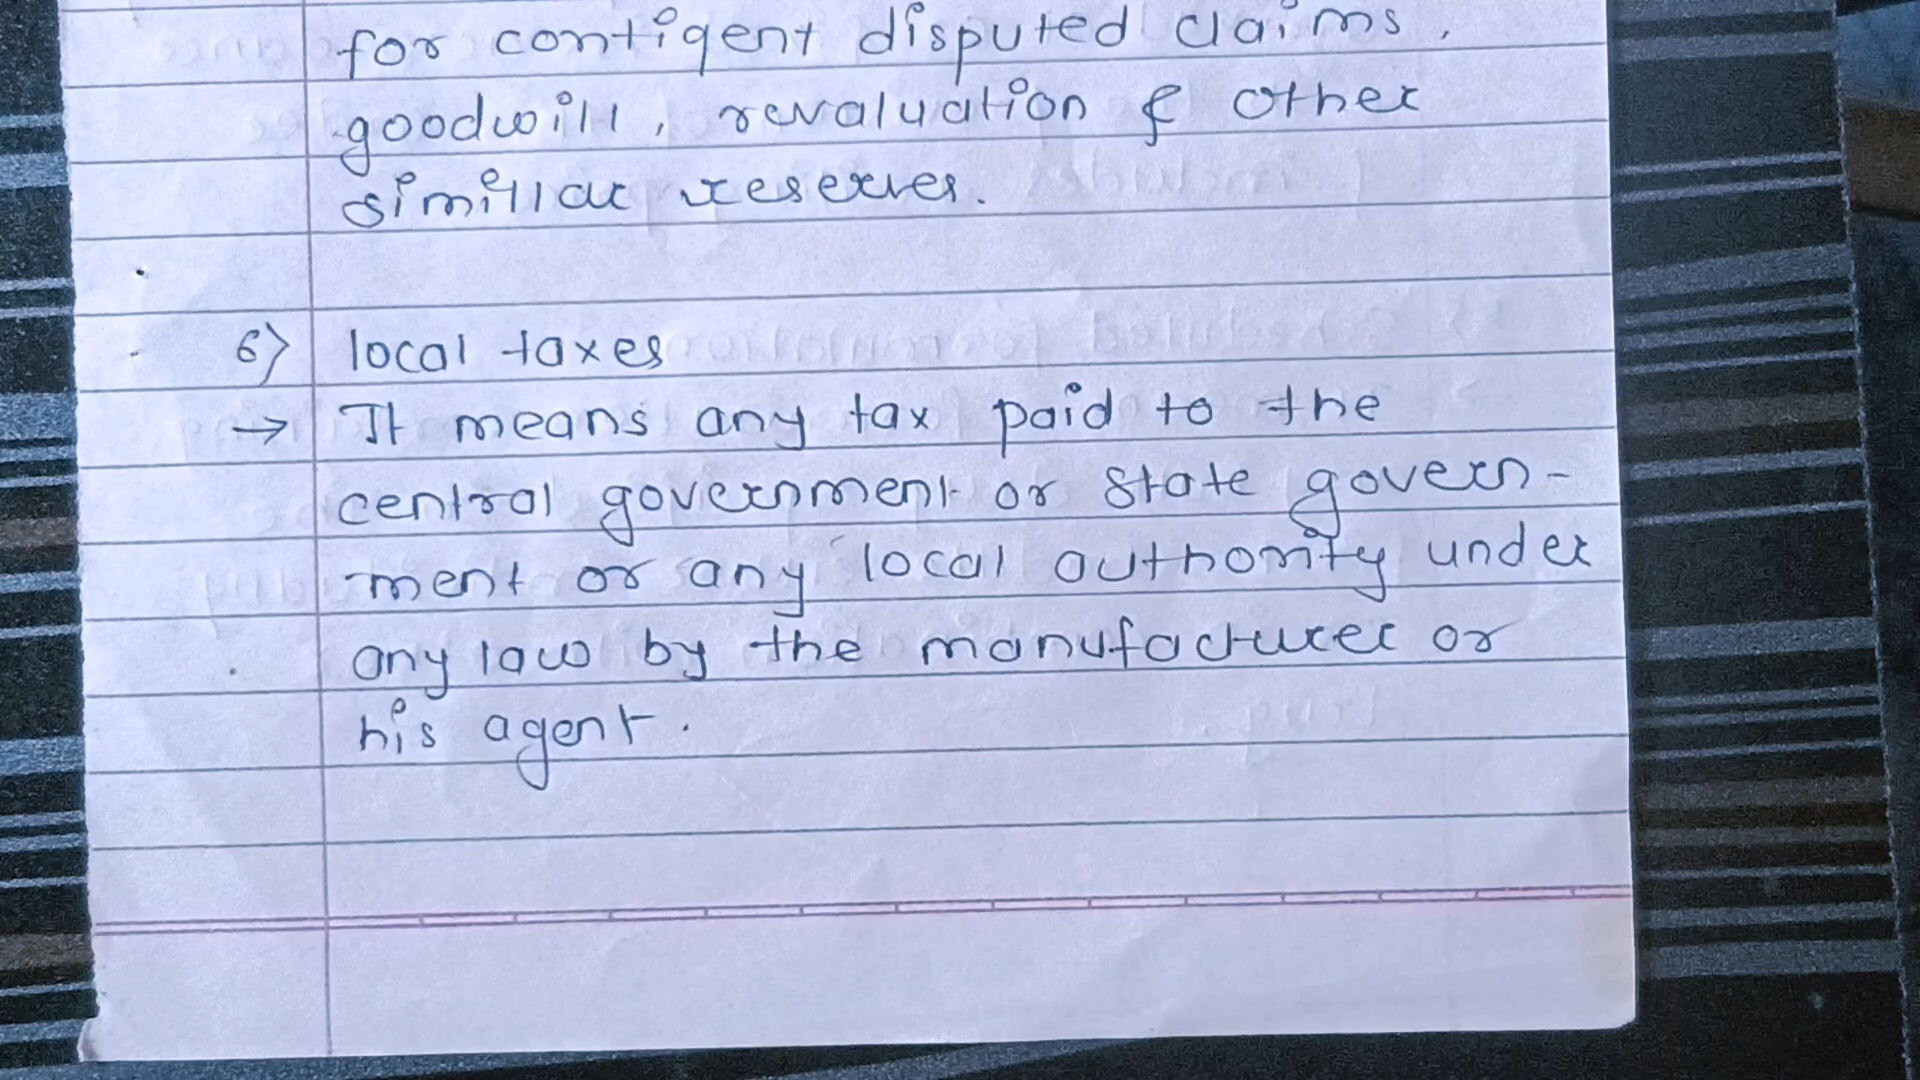 for contigent disputed claims,
goodwill, revaluation & other
simillar reserves.
6) local taxes
→ It means any tax paid to the
central government or state govern-
ment or any local authority under
any law by the manufacturer or
his agent.